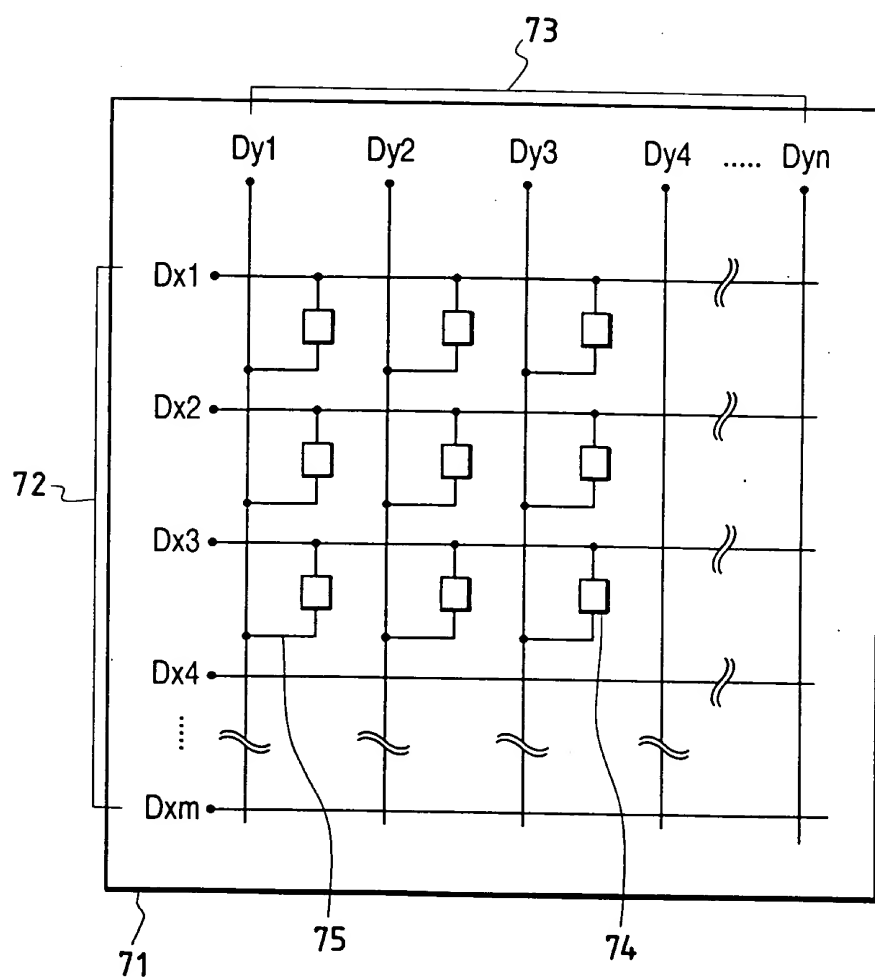 73
Dy1 Dy2 Dy3 Dy4 ..... Dyn
Dx1
Dx2
72
Dx3
Dx4
......
Dxm
75
74
71